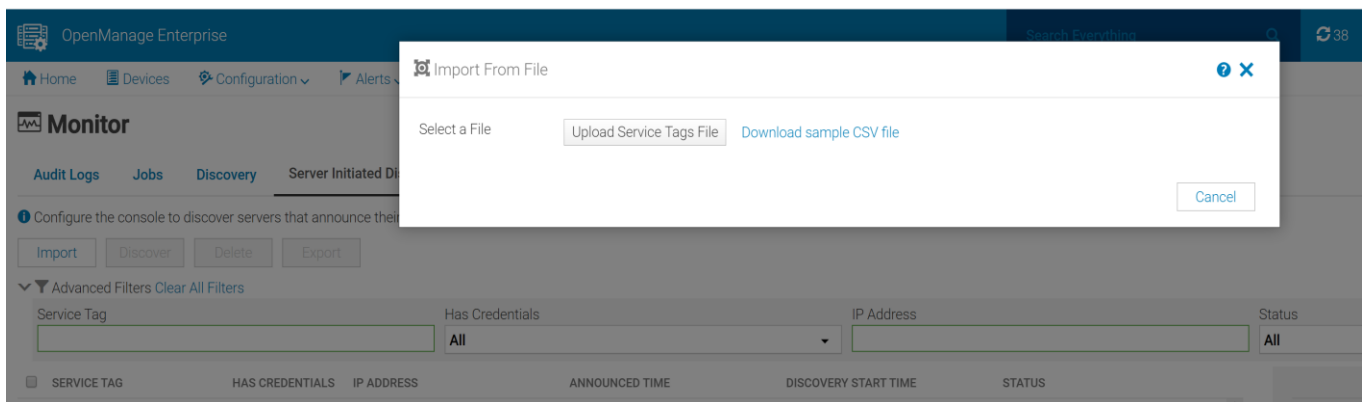 OpenManage Enterprise
Search Everything
38
Home Devices Configuration Alerts
Import From File
Monitor
Select a File Upload Service Tags File Download sample CSV file
Audit Logs Jobs Discovery Server Initiated Di
Cancel
Configure the console to discover servers that announce their
Import Discover Delete Export
Advanced Filters Clear All Filters
Service Tag Has Credentials IP Address Status
All All
SERVICE TAG HAS CREDENTIALS IP ADDRESS ANNOUNCED TIME DISCOVERY START TIME STATUS